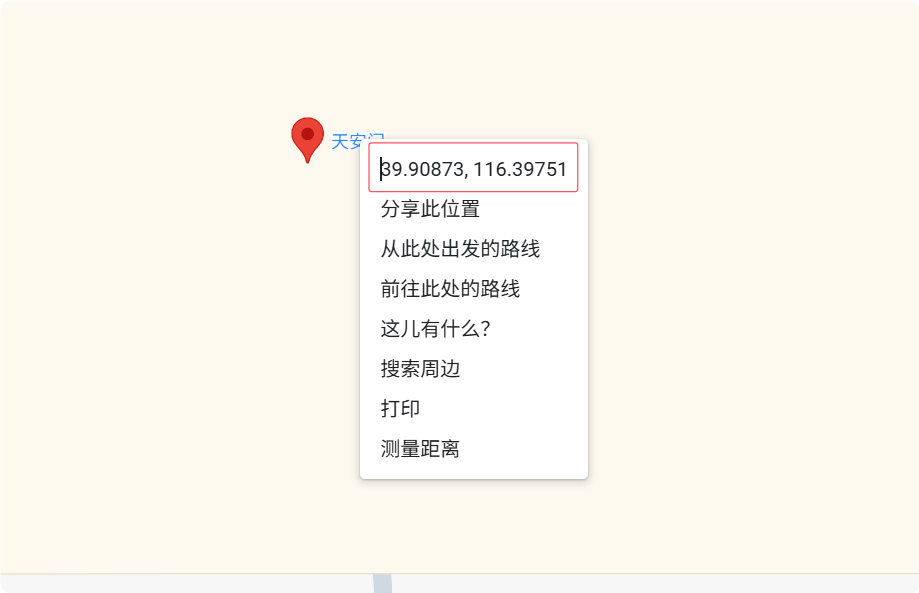 天安门
39.90873, 116.39751
分享此位置
从此处出发的路线
前往此处的路线
这儿有什么？
搜索周边
打印
测量距离